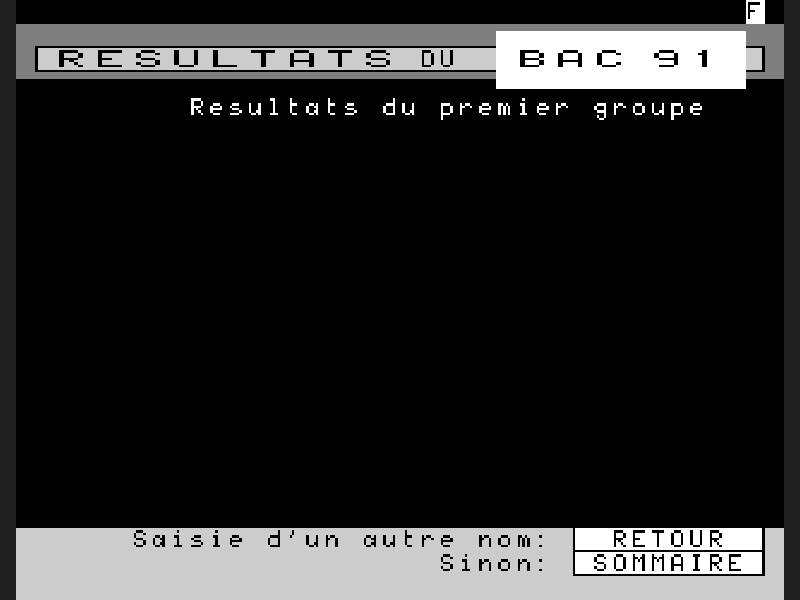 F
RESULTATS DU BAC 91
Resultats du premier groupe
Saisie d'un autre nom: RETOUR
Sinon: SOMMAIRE